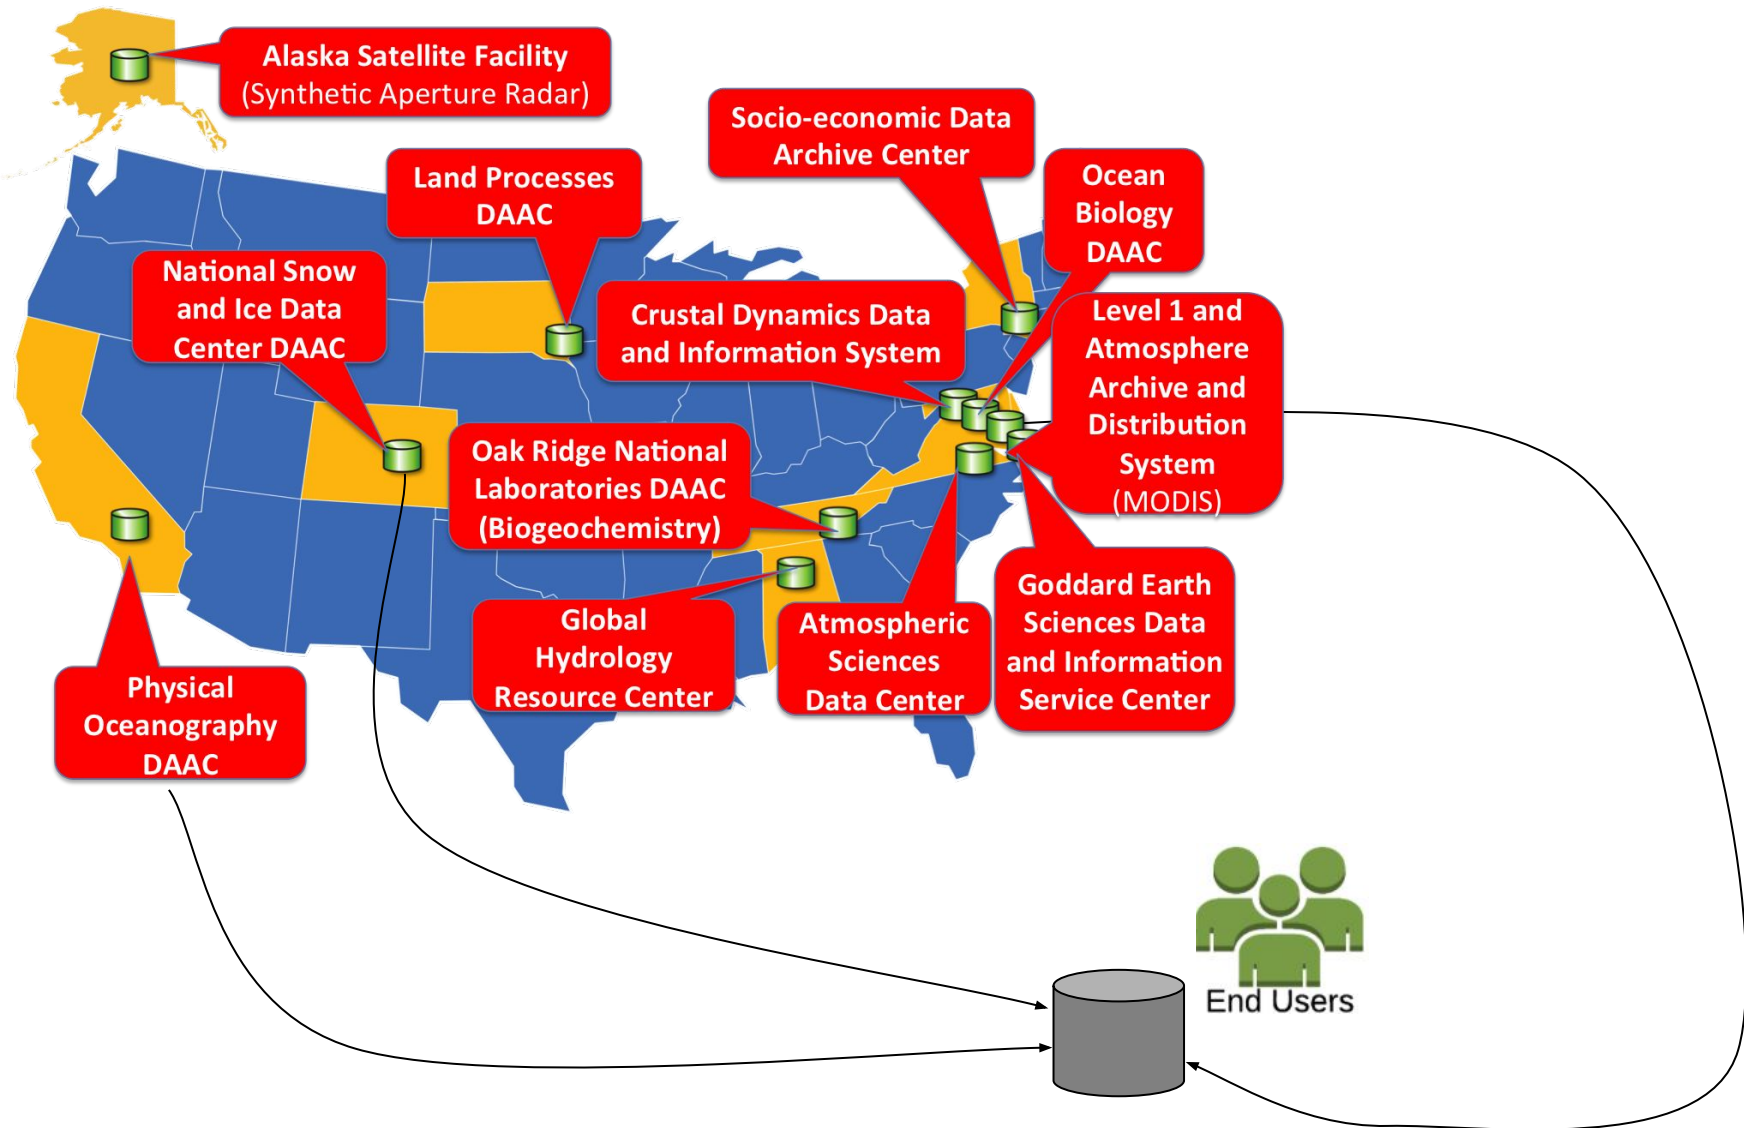 Alaska Satellite Facility
(Synthetic Aperture Radar)
Socio-economic Data
Archive Center
Land Processes
DAAC
Ocean
Biology
DAAC
National Snow
and Ice Data
Center DAAC
Crustal Dynamics Data
and Information System
Level 1 and
Atmosphere
Archive and
Distribution
System
(MODIS)
Oak Ridge National
Laboratories DAAC
(Biogeochemistry)
Goddard Earth
Sciences Data
and Information
Service Center
Global
Hydrology
Resource Center
Atmospheric
Sciences
Data Center
Physical
Oceanography
DAAC
End Users